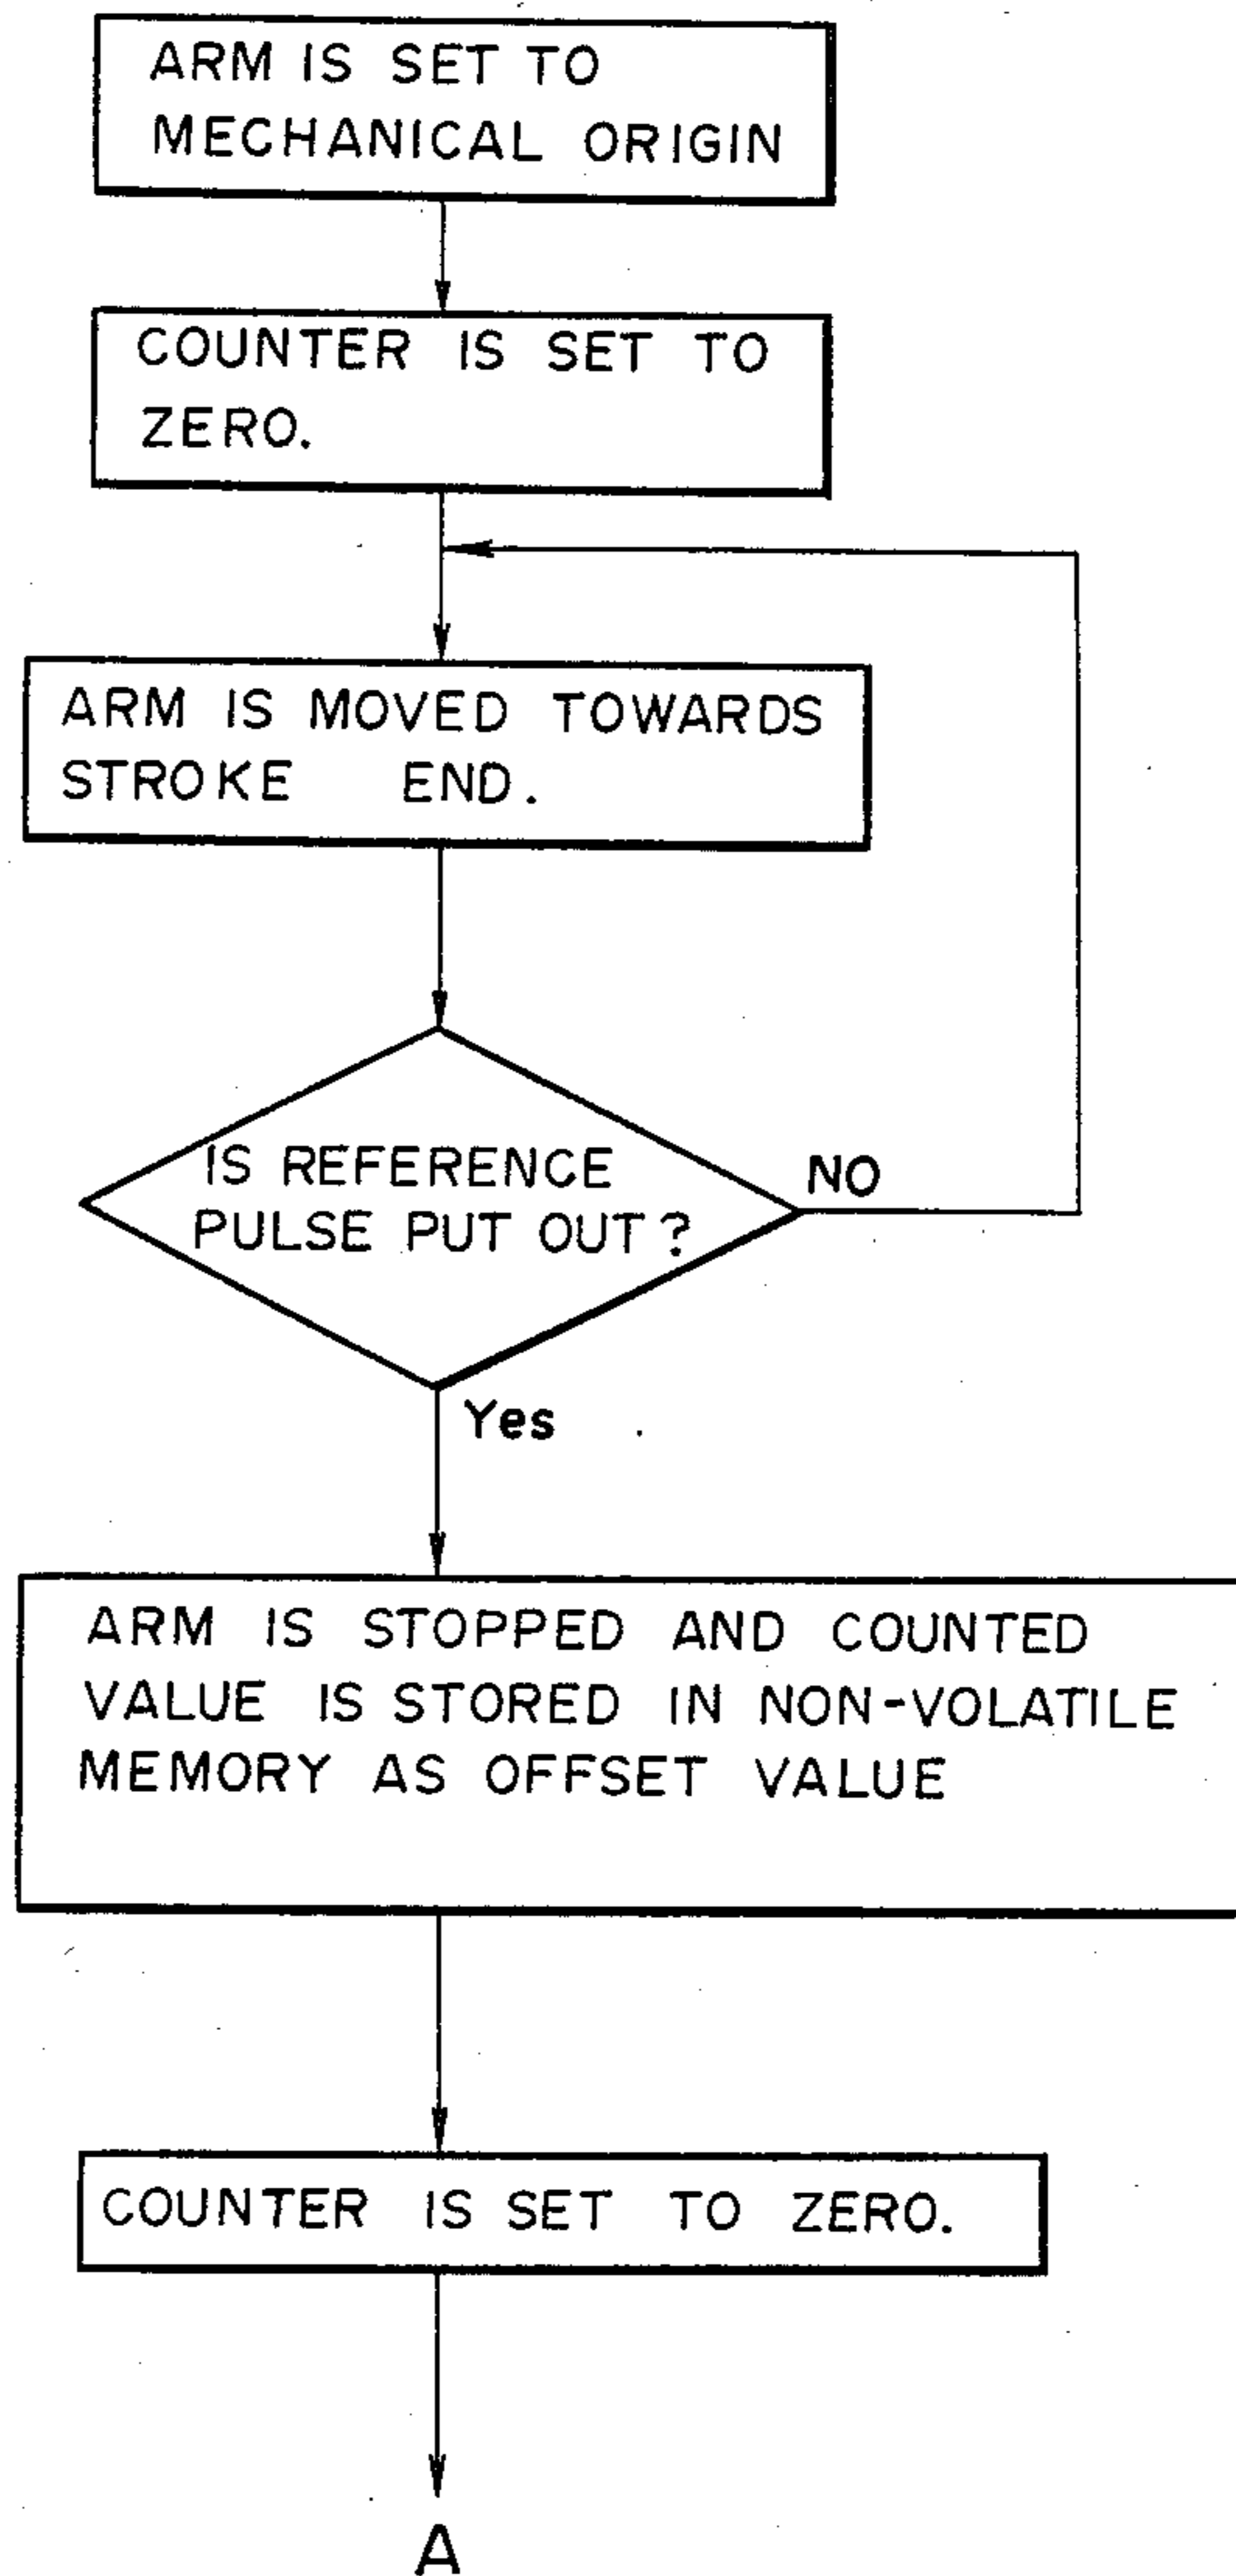 ARM IS SET TO
MECHANICAL ORIGIN
COUNTER IS SET TO
ZERO.
ARM IS MOVED TOWARDS
STROKE END.
IS REFERENCE
PULSE PUT OUT?
NO
Yes
ARM IS STOPPED AND COUNTED
VALUE IS STORED IN NON-VOLATILE
MEMORY AS OFFSET VALUE
COUNTER IS SET TO ZERO.
A